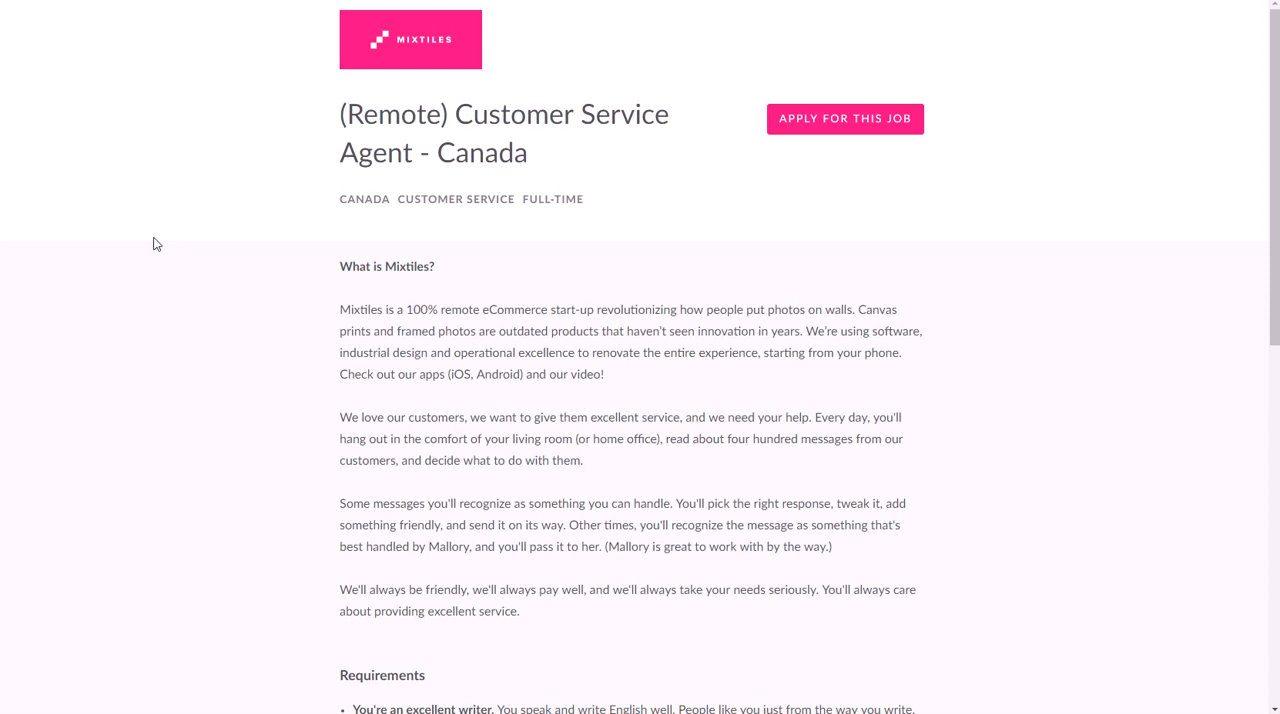 MIXTILES
(Remote) Customer Service
Agent - Canada
APPLY FOR THIS JOB
CANADA CUSTOMER SERVICE FULL-TIME
What is Mixtiles?
Mixtiles is a 100% remote eCommerce start-up revolutionizing how people put photos on walls. Canvas
prints and framed photos are outdated products that haven't seen innovation in years. We're using software,
industrial design and operational excellence to renovate the entire experience, starting from your phone.
Check out our apps (iOS, Android) and our video!
We love our customers, we want to give them excellent service, and we need your help. Every day, you'll
hang out in the comfort of your living room (or home office), read about four hundred messages from our
customers, and decide what to do with them.
Some messages you'll recognize as something you can handle. You'll pick the right response, tweak it, add
something friendly, and send it on its way. Other times, you'll recognize the message as something that's
best handled by Mallory, and you'll pass it to her. (Mallory is great to work with by the way.)
We'll always be friendly, we'll always pay well, and we'll always take your needs seriously. You'll always care
about providing excellent service.
Requirements
• You're an excellent writer. You speak and write English well. People like you just from the way you write.